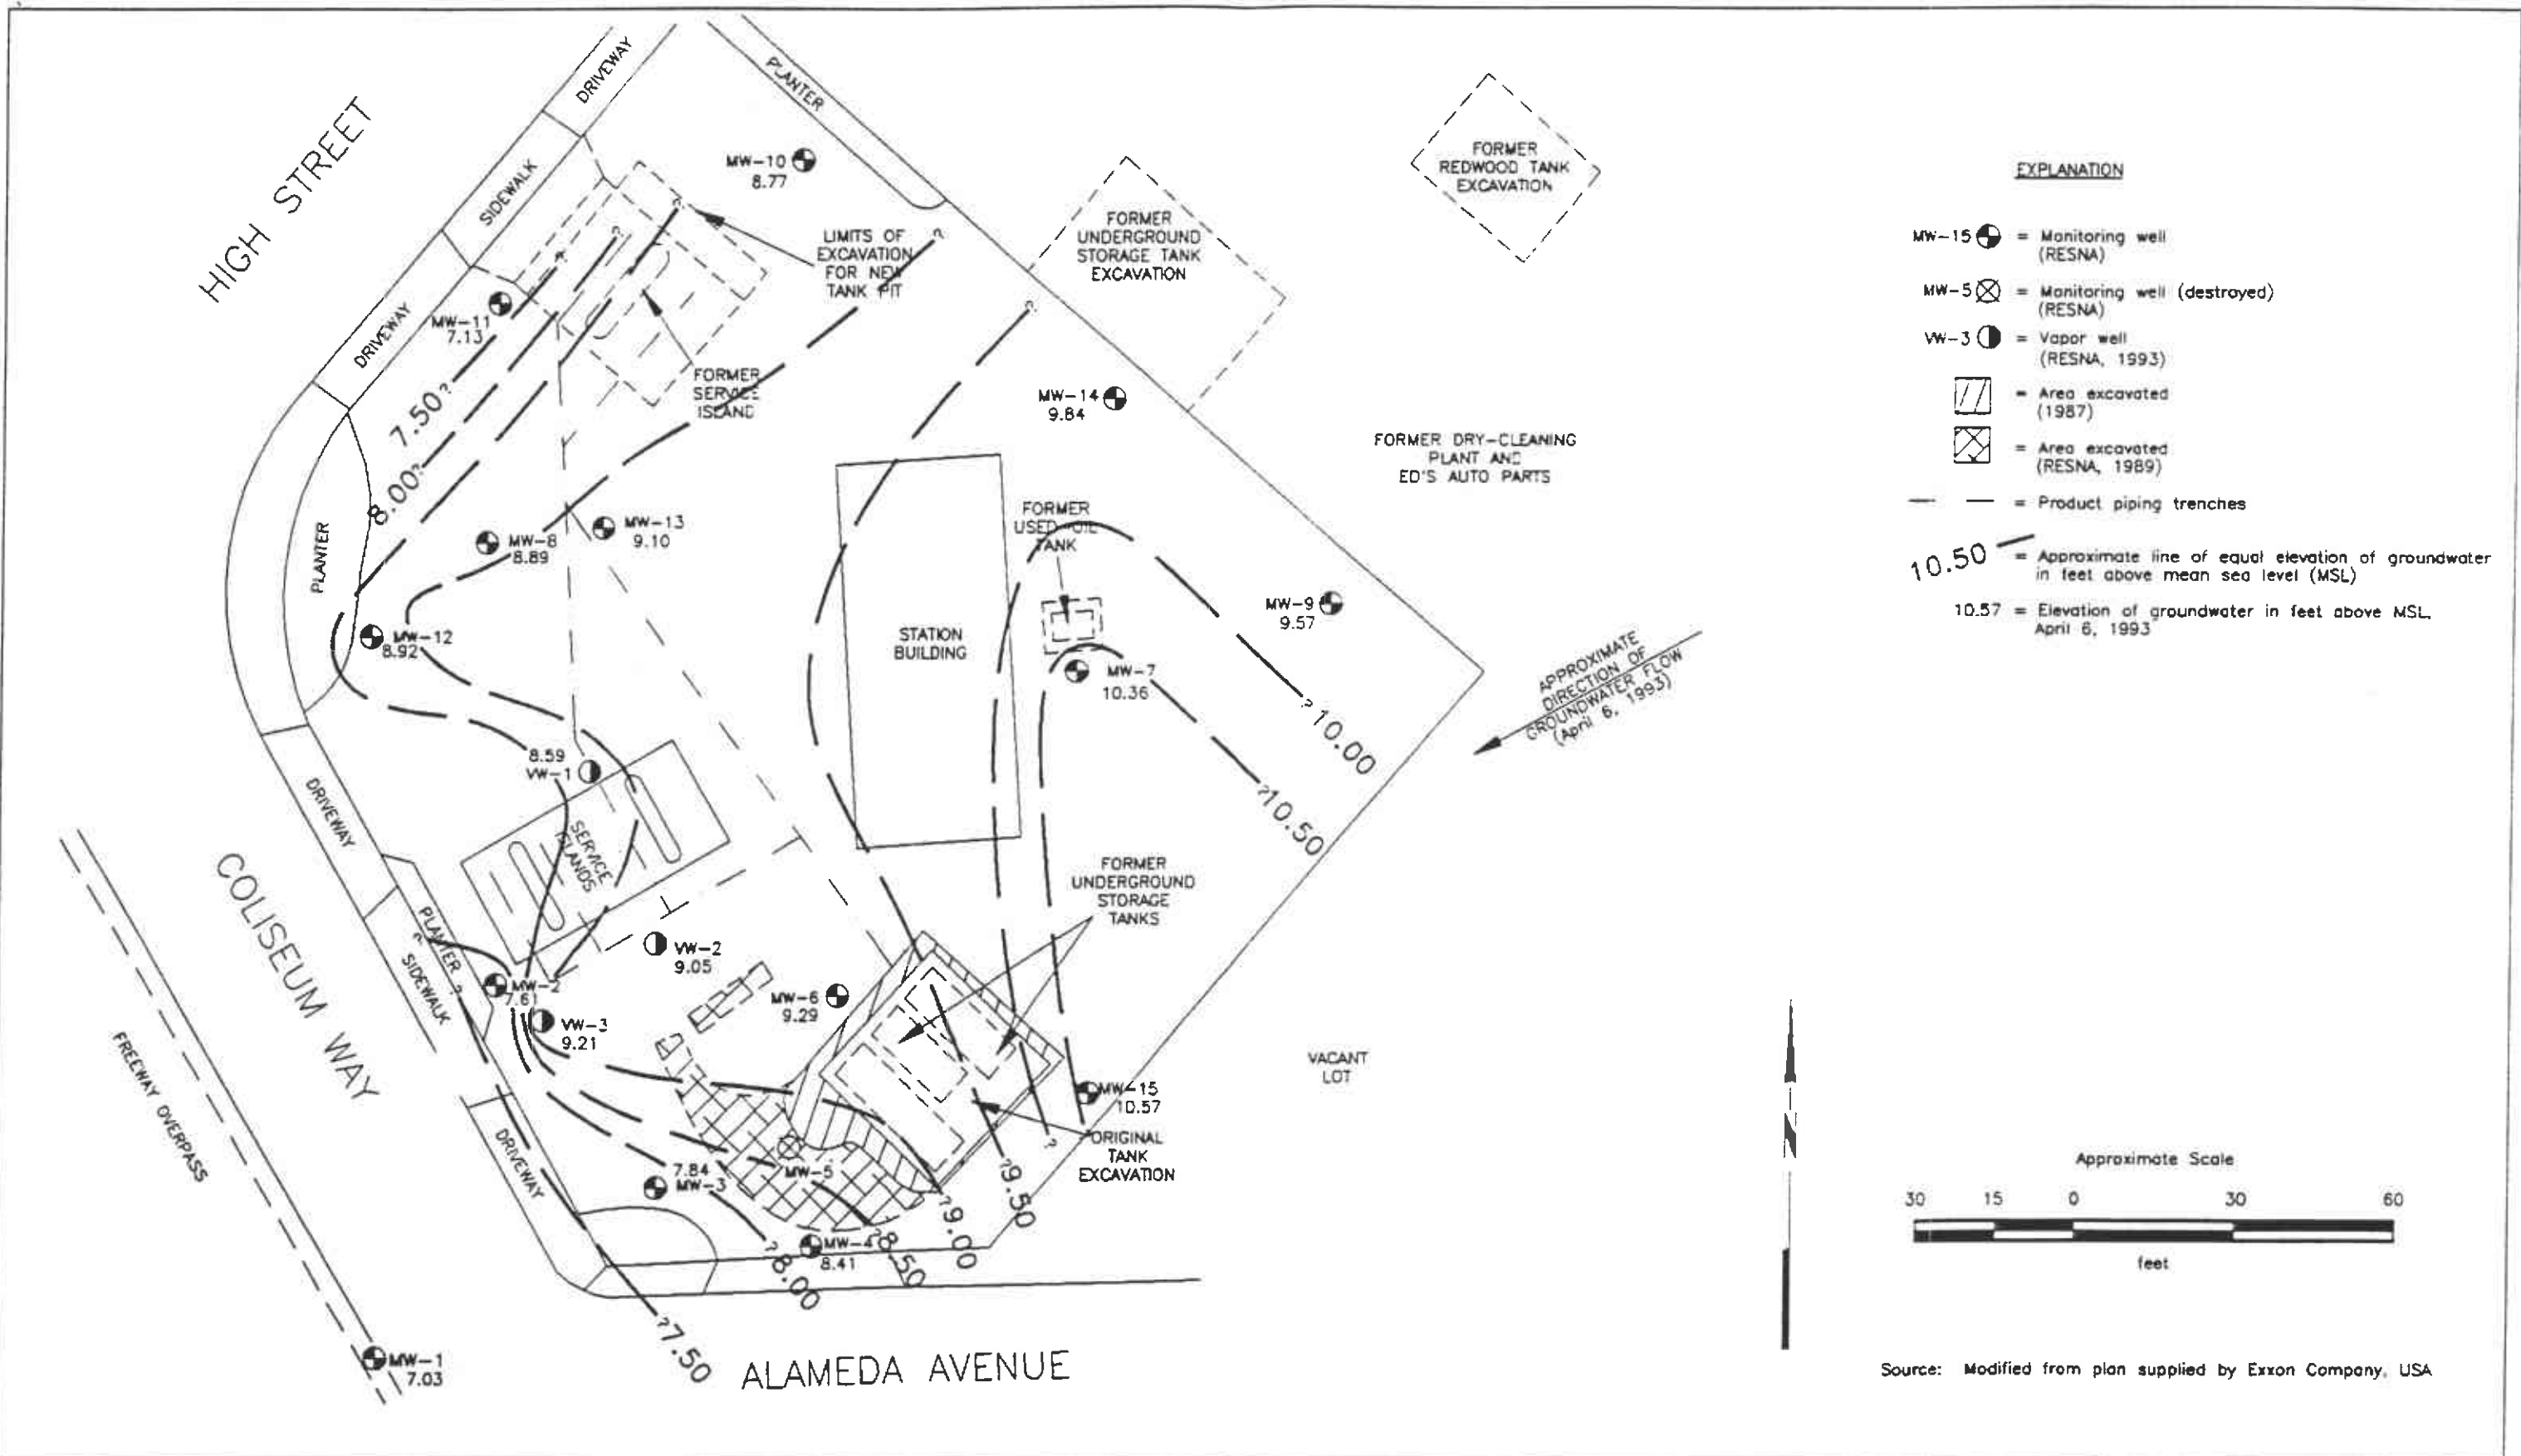 HIGH STREET
DRIVEWAY
SIDEWALK
DRIVEWAY
PLANTER
PLANTER
DRIVEWAY
PLANTER
SIDEWALK
DRIVEWAY
COLISEUM WAY
FREEWAY OVERPASS
ALAMEDA AVENUE
MW-10
8.77
LIMITS OF
EXCAVATION
FOR NEW
TANK PIT
MW-11
7.13
FORMER
SERVICE
ISLAND
7.50?
8.00?
?
?
?
?
MW-8
8.89
MW-13
9.10
MW-12
8.92
FORMER
UNDERGROUND
STORAGE TANK
EXCAVATION
FORMER
REDWOOD TANK
EXCAVATION
MW-14
9.84
FORMER DRY-CLEANING
PLANT AND
ED'S AUTO PARTS
FORMER
USED-OIL
TANK
STATION
BUILDING
MW-9
9.57
MW-7
10.36
?10.00
?10.50
APPROXIMATE
DIRECTION OF
GROUNDWATER FLOW
(April 6, 1993)
8.59
VW-1
SERVICE
ISLANDS
VW-2
9.05
?
?
MW-2
7.61
VW-3
9.21
MW-6
9.29
FORMER
UNDERGROUND
STORAGE
TANKS
VACANT
LOT
MW-15
10.57
?
?
ORIGINAL
TANK
EXCAVATION
MW-5
7.84
MW-3
MW-4
8.41
?9.50
?9.00
?8.50
?8.00
?7.50
MW-1
7.03
EXPLANATION
MW-15 = Monitoring well
(RESNA)
MW-5 = Monitoring well (destroyed)
(RESNA)
VW-3 = Vapor well
(RESNA, 1993)
= Area excavated
(1987)
= Area excavated
(RESNA, 1989)
= Product piping trenches
10.50 = Approximate line of equal elevation of groundwater
in feet above mean sea level (MSL)
10.57 = Elevation of groundwater in feet above MSL,
April 6, 1993
N
Approximate Scale
30 15 0 30 60
feet
Source: Modified from plan supplied by Exxon Company, USA